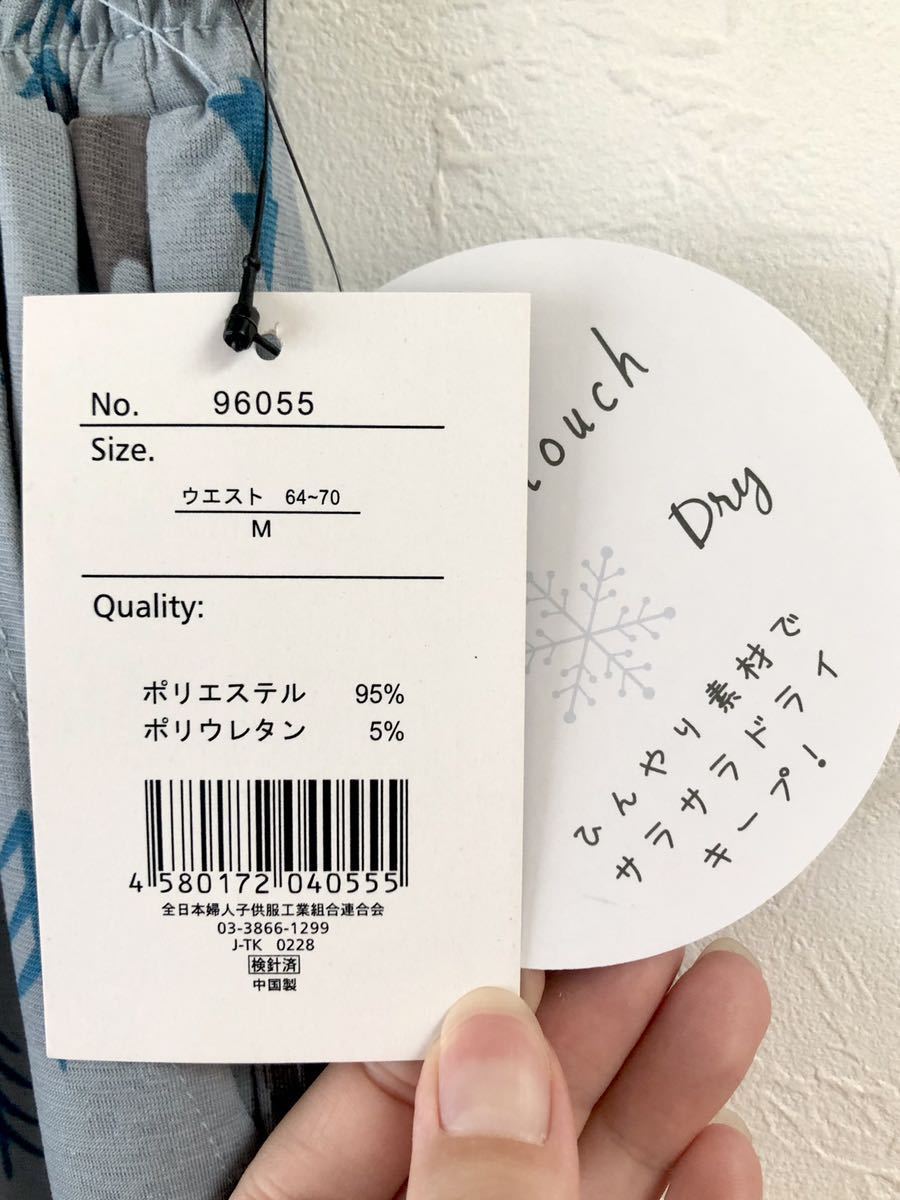 No. 96055
Size.
ウエスト 64~70
M
Quality:
ポリエステル 95%
ポリウレタン 5%
4 580172 040555
全日本婦人子供服工業組合連合会
03-3866-1299
J-TK 0228
検針済
中国製
Dry
ひんやり素材で
サラサラドライ
キープ!